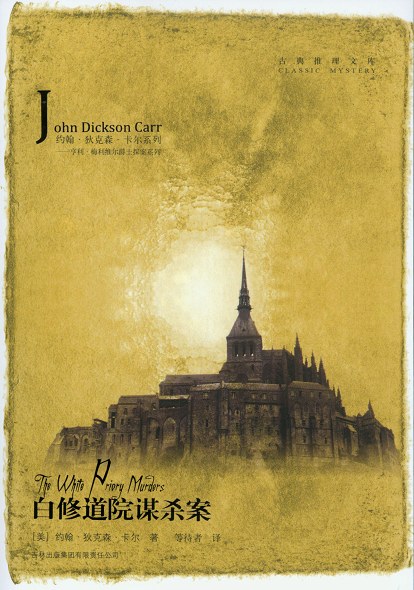 古典推理文库
CLASSIC MYSTERY
John Dickson Carr
约翰·狄克森·卡尔系列
——亨利·梅利维尔爵士探案系列
The White Priory Murders
白修道院谋杀案
[美] 约翰·狄克森·卡尔 著 等待者 译
吉林出版集团有限责任公司